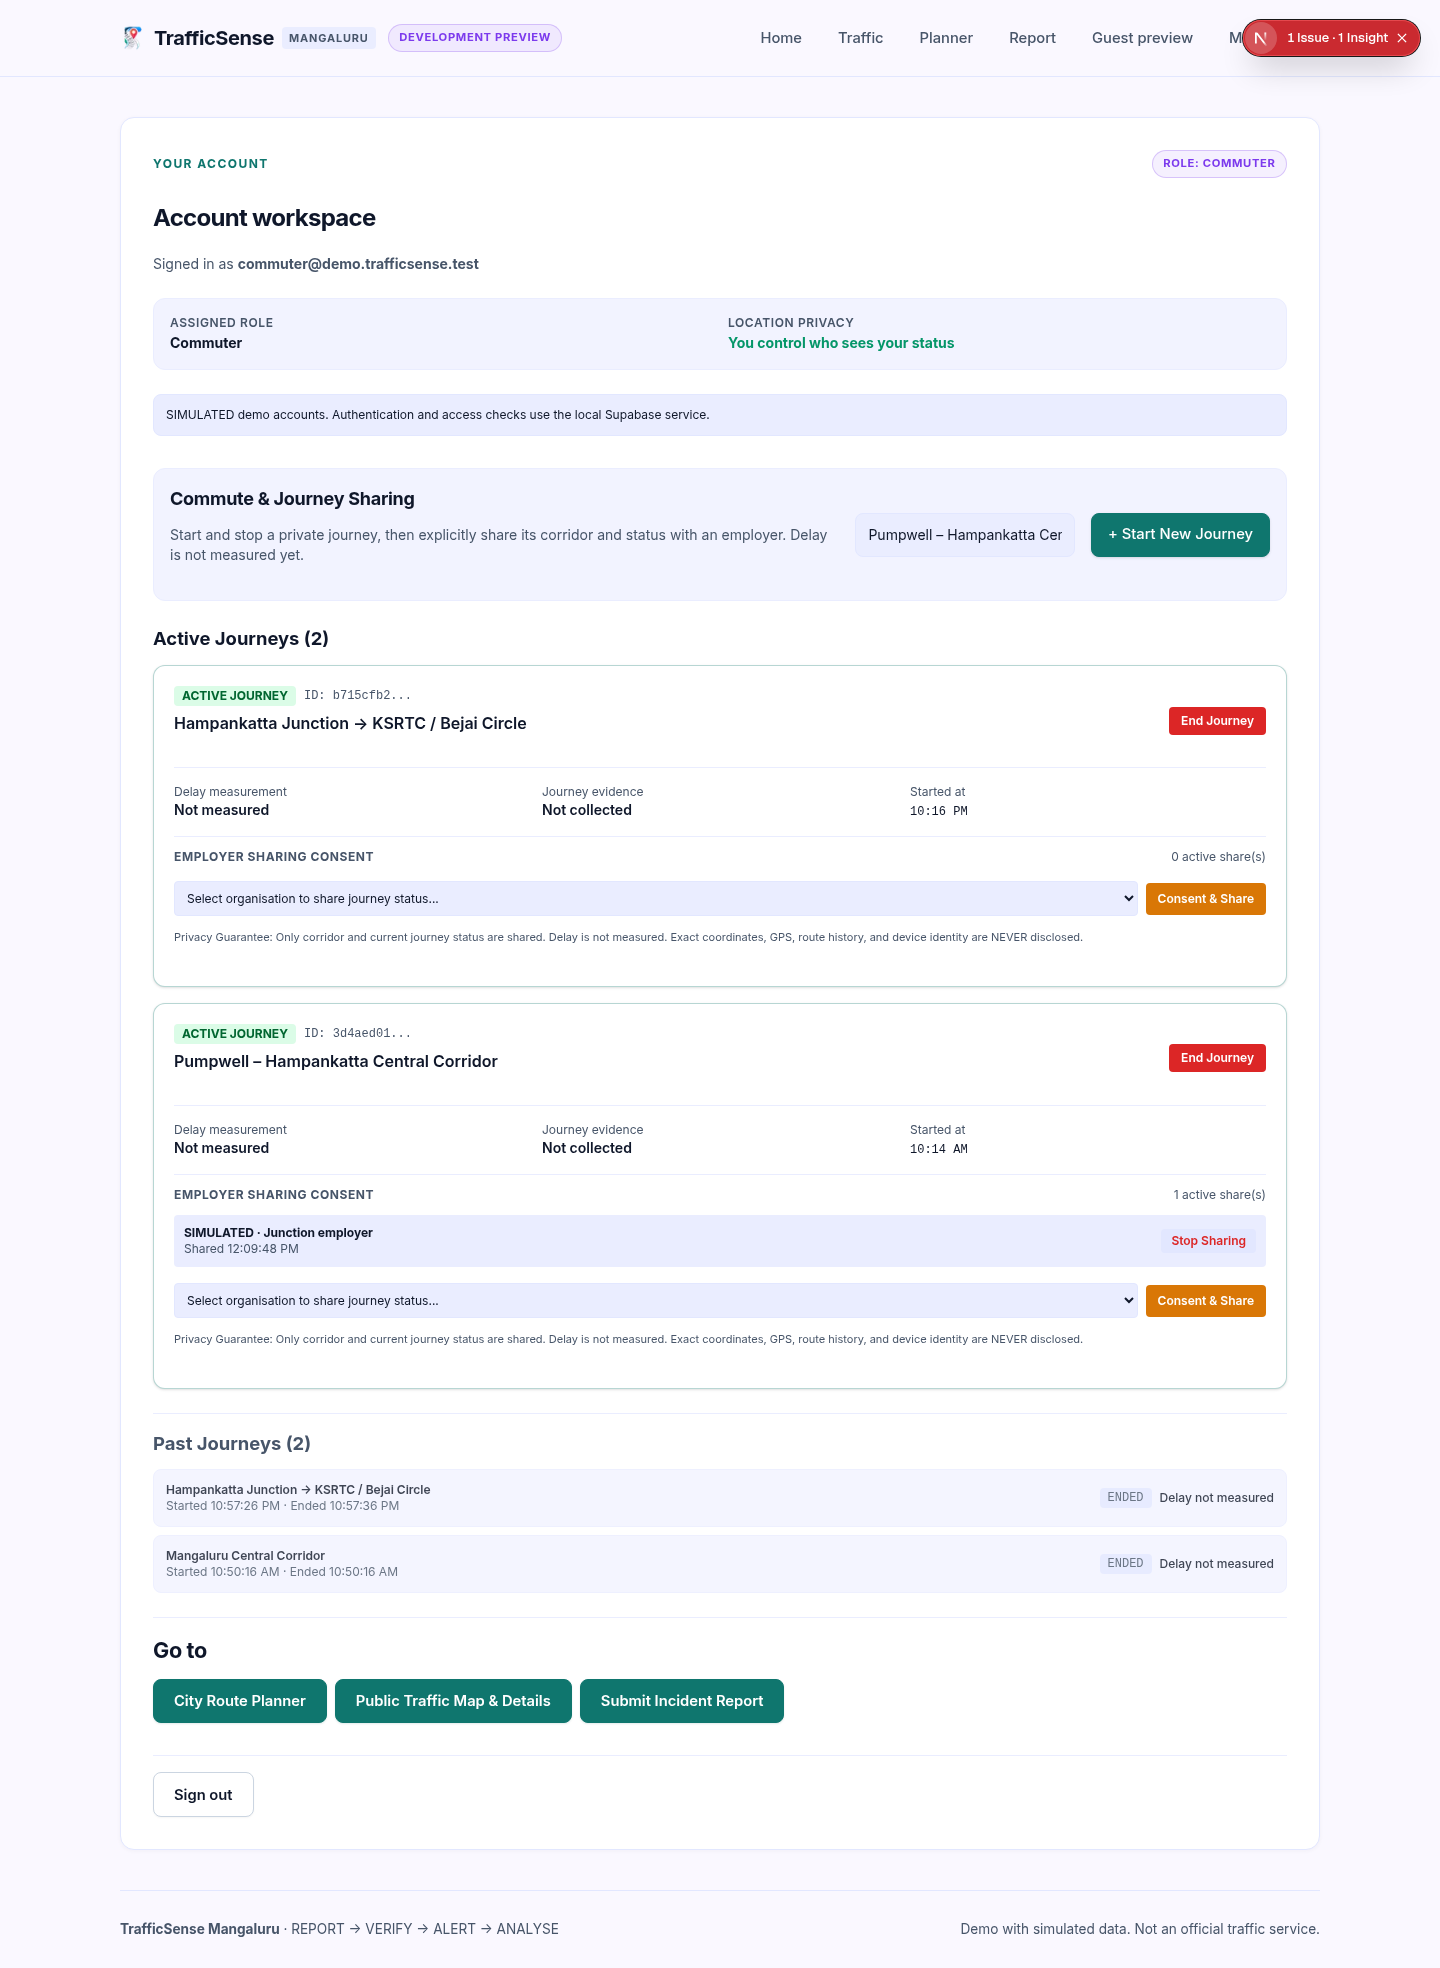 TrafficSense MANGALURU DEVELOPMENT PREVIEW Home Traffic Planner Report Guest preview M 1 Issue · 1 Insight
YOUR ACCOUNT ROLE: COMMUTER
Account workspace
Signed in as commuter@demo.trafficsense.test
ASSIGNED ROLE LOCATION PRIVACY
Commuter You control who sees your status
SIMULATED demo accounts. Authentication and access checks use the local Supabase service.
Commute & Journey Sharing
Start and stop a private journey, then explicitly share its corridor and status with an employer. Delay
is not measured yet.
Pumpwell – Hampankatta Cer + Start New Journey
Active Journeys (2)
ACTIVE JOURNEY ID: b715cfb2...
Hampankatta Junction → KSRTC / Bejai Circle End Journey
Delay measurement Journey evidence Started at
Not measured Not collected 10:16 PM
EMPLOYER SHARING CONSENT 0 active share(s)
Select organisation to share journey status... Consent & Share
Privacy Guarantee: Only corridor and current journey status are shared. Delay is not measured. Exact coordinates, GPS, route history, and device identity are NEVER disclosed.
ACTIVE JOURNEY ID: 3d4aed01...
Pumpwell – Hampankatta Central Corridor End Journey
Delay measurement Journey evidence Started at
Not measured Not collected 10:14 AM
EMPLOYER SHARING CONSENT 1 active share(s)
SIMULATED · Junction employer
Shared 12:09:48 PM Stop Sharing
Select organisation to share journey status... Consent & Share
Privacy Guarantee: Only corridor and current journey status are shared. Delay is not measured. Exact coordinates, GPS, route history, and device identity are NEVER disclosed.
Past Journeys (2)
Hampankatta Junction → KSRTC / Bejai Circle
Started 10:57:26 PM · Ended 10:57:36 PM ENDED Delay not measured
Mangaluru Central Corridor
Started 10:50:16 AM · Ended 10:50:16 AM ENDED Delay not measured
Go to
City Route Planner Public Traffic Map & Details Submit Incident Report
Sign out
TrafficSense Mangaluru · REPORT → VERIFY → ALERT → ANALYSE Demo with simulated data. Not an official traffic service.